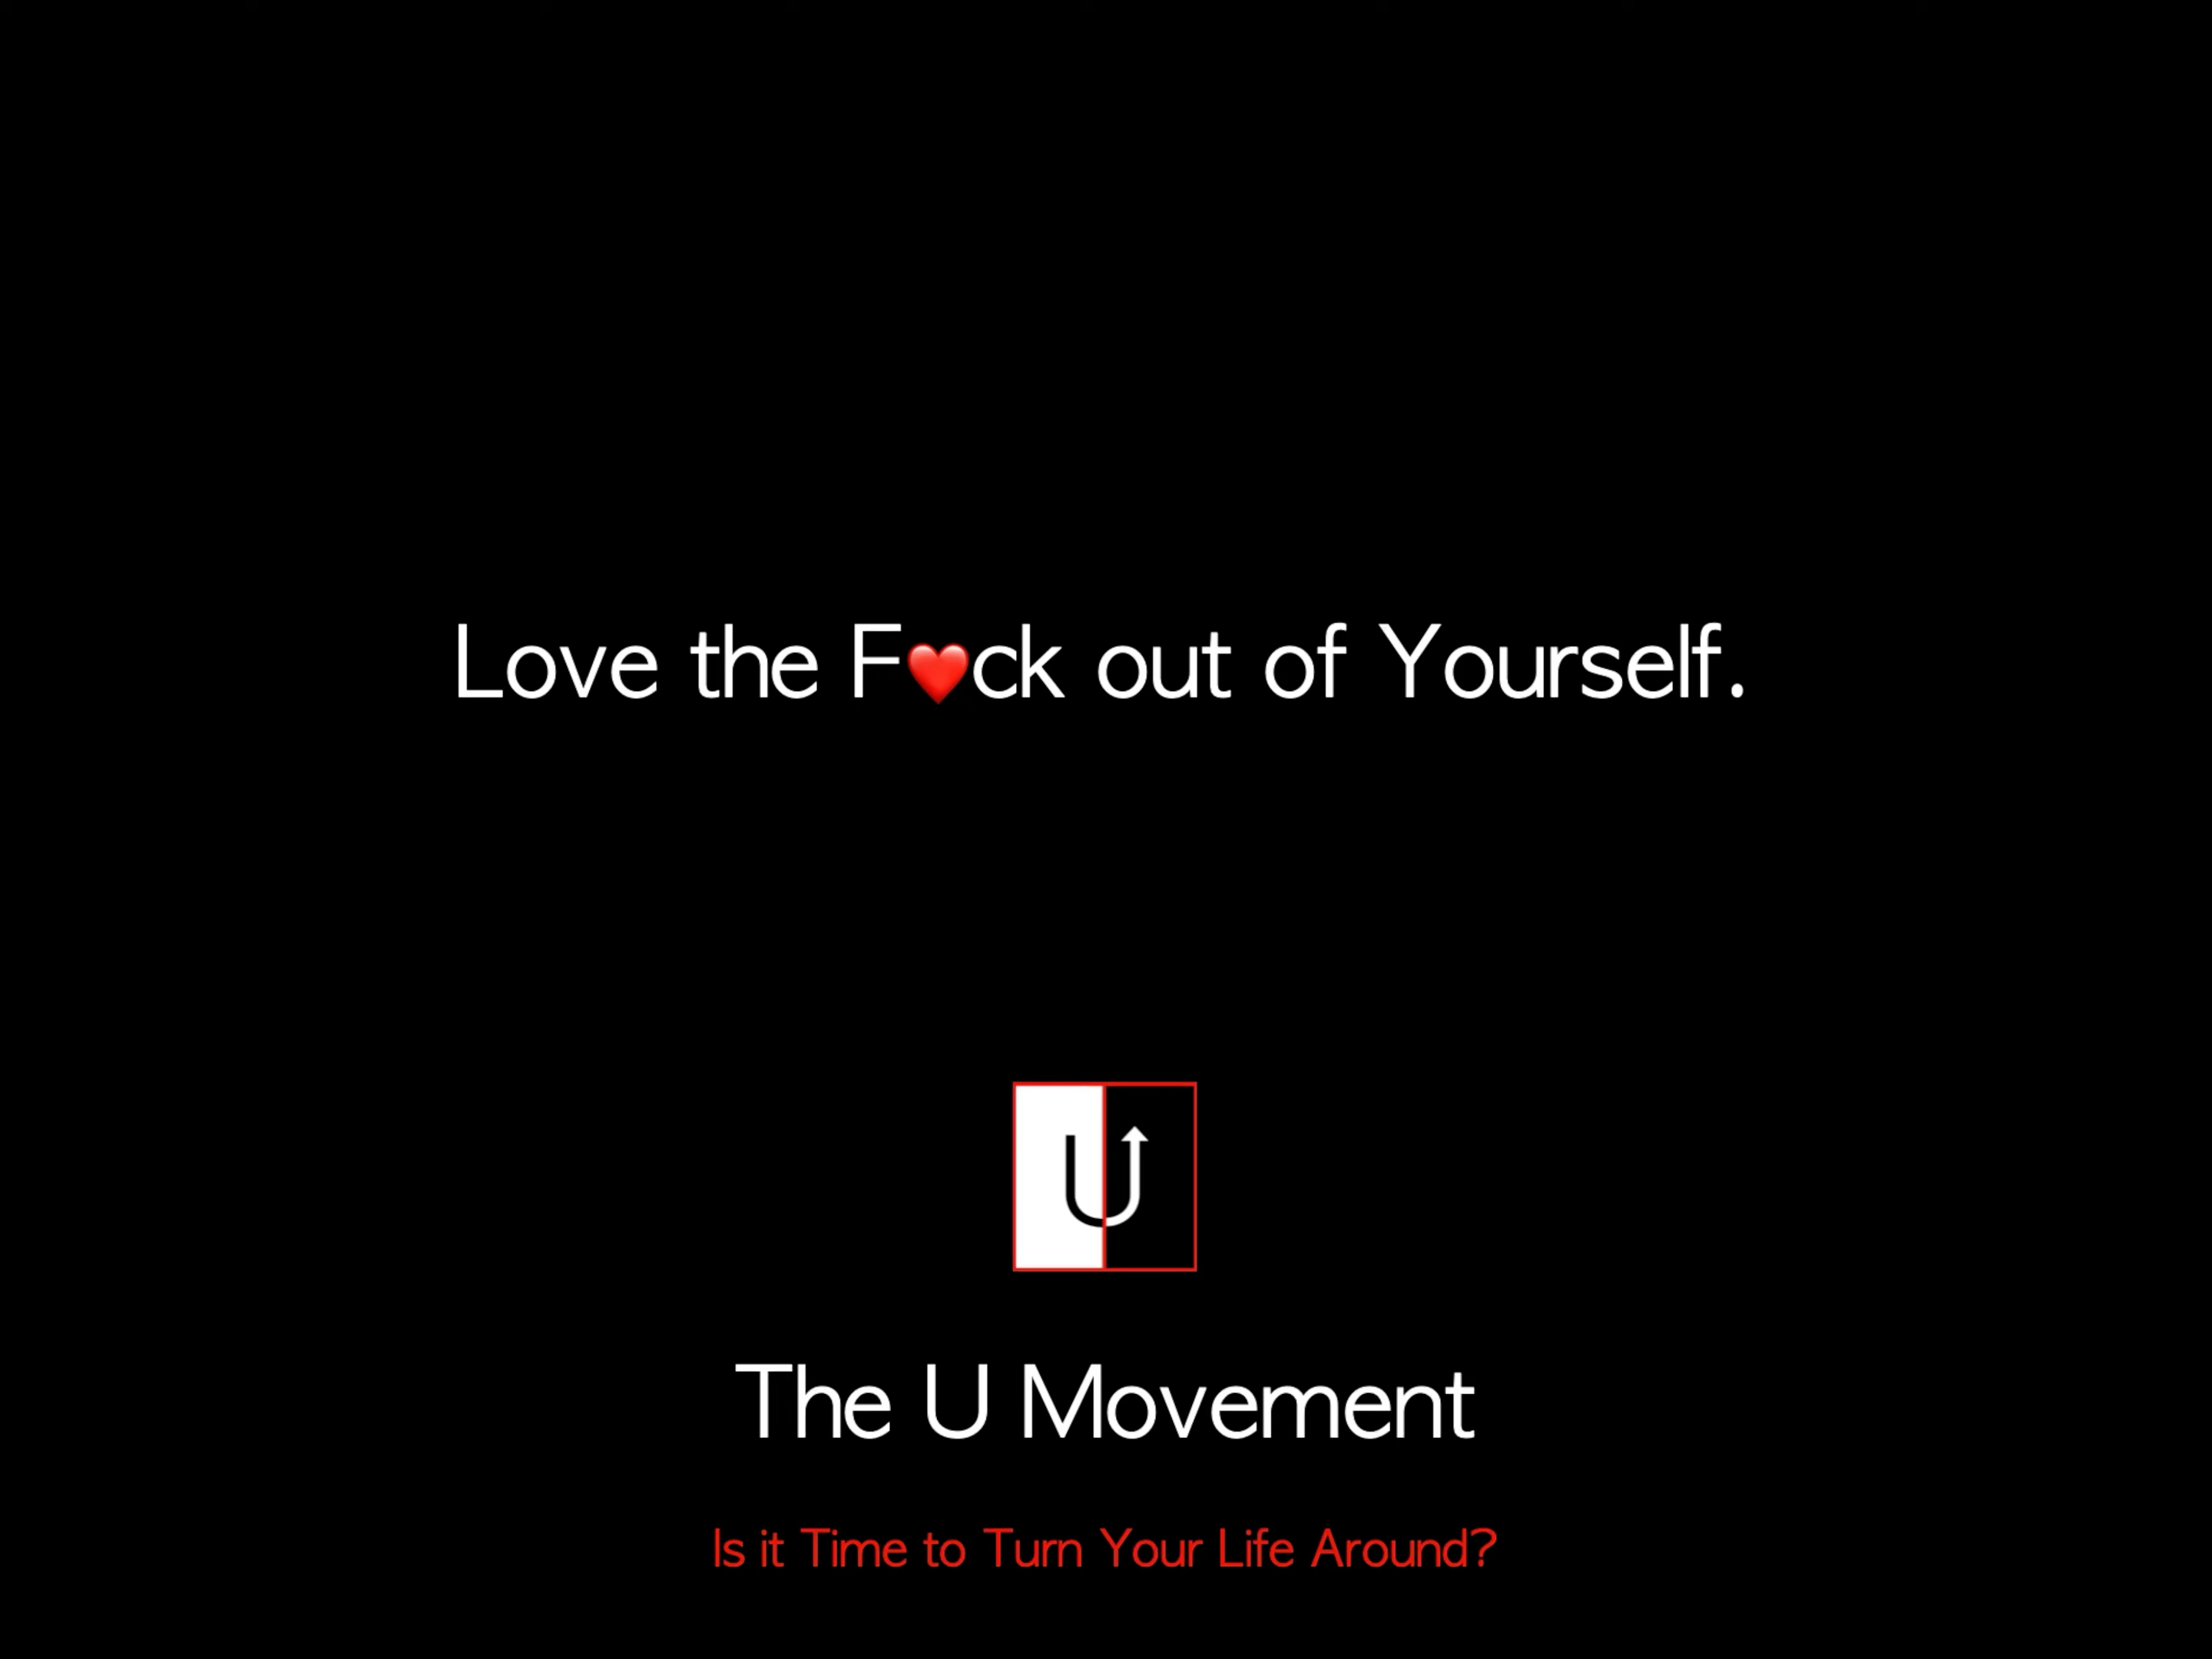 Love the F❤️ck out of Yourself.
U
The U Movement
Is it Time to Turn Your Life Around?